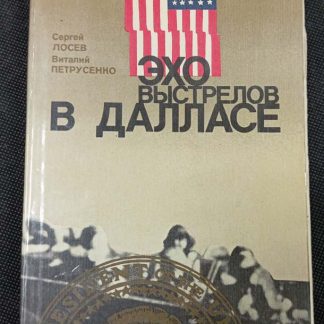 Сергей
ЛОСЕВ
Виталий
ПЕТРУСЕНКО
ЭХО
ВЫСТРЕЛОВ
В ДАЛЛАСЕ